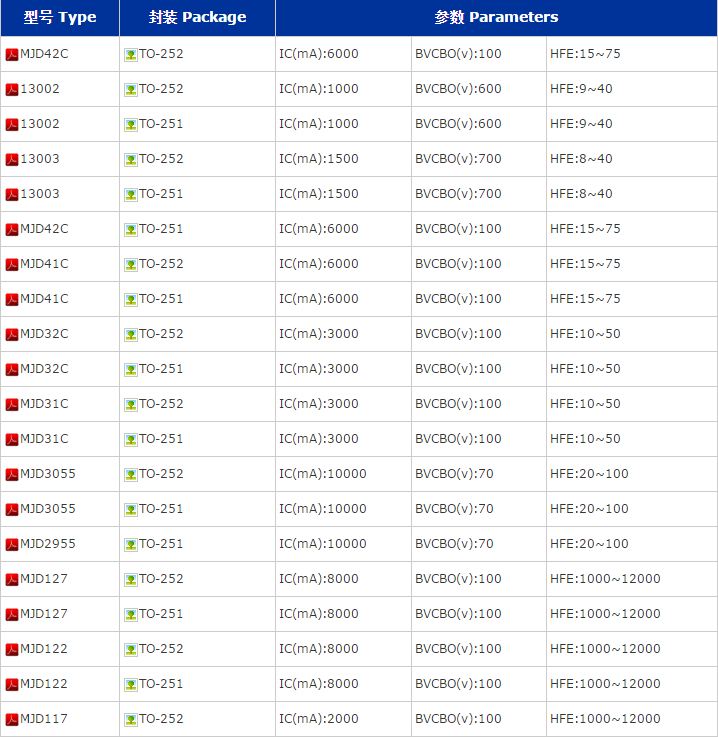 型号 Type 封装 Package 参数 Parameters
MJD42C TO-252 IC(mA):6000 BVCBO(v):100 HFE:15~75
13002 TO-252 IC(mA):1000 BVCBO(v):600 HFE:9~40
13002 TO-251 IC(mA):1000 BVCBO(v):600 HFE:9~40
13003 TO-252 IC(mA):1500 BVCBO(v):700 HFE:8~40
13003 TO-251 IC(mA):1500 BVCBO(v):700 HFE:8~40
MJD42C TO-251 IC(mA):6000 BVCBO(v):100 HFE:15~75
MJD41C TO-252 IC(mA):6000 BVCBO(v):100 HFE:15~75
MJD41C TO-251 IC(mA):6000 BVCBO(v):100 HFE:15~75
MJD32C TO-252 IC(mA):3000 BVCBO(v):100 HFE:10~50
MJD32C TO-251 IC(mA):3000 BVCBO(v):100 HFE:10~50
MJD31C TO-252 IC(mA):3000 BVCBO(v):100 HFE:10~50
MJD31C TO-251 IC(mA):3000 BVCBO(v):100 HFE:10~50
MJD3055 TO-252 IC(mA):10000 BVCBO(v):70 HFE:20~100
MJD3055 TO-251 IC(mA):10000 BVCBO(v):70 HFE:20~100
MJD2955 TO-251 IC(mA):10000 BVCBO(v):70 HFE:20~100
MJD127 TO-252 IC(mA):8000 BVCBO(v):100 HFE:1000~12000
MJD127 TO-251 IC(mA):8000 BVCBO(v):100 HFE:1000~12000
MJD122 TO-252 IC(mA):8000 BVCBO(v):100 HFE:1000~12000
MJD122 TO-251 IC(mA):8000 BVCBO(v):100 HFE:1000~12000
MJD117 TO-252 IC(mA):2000 BVCBO(v):100 HFE:1000~12000